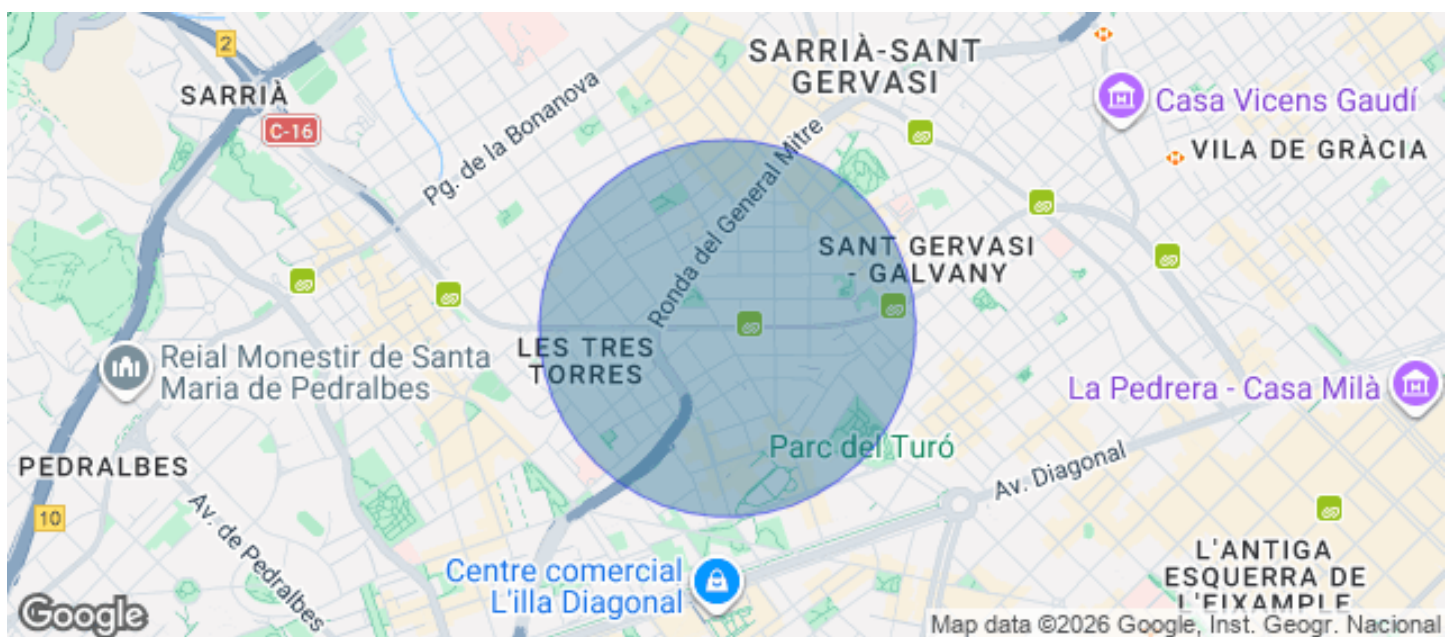 2
SARRIÀ
C-16
Pg. de la Bonanova
SARRIÀ-SANT
GERVASI
Casa Vicens Gaudí
VILA DE GRÀCIA
Ronda del General Mitre
SANT GERVASI
- GALVANY
LES TRES
TORRES
Reial Monestir de Santa
Maria de Pedralbes
La Pedrera - Casa Milà
Parc del Turó
PEDRALBES
Av. Diagonal
10
Av. de Pedralbes
Centre comercial
L'illa Diagonal
L'ANTIGA
ESQUERRA DE
L'EIXAMPLE
Google
Map data ©2026 Google, Inst. Geogr. Nacional